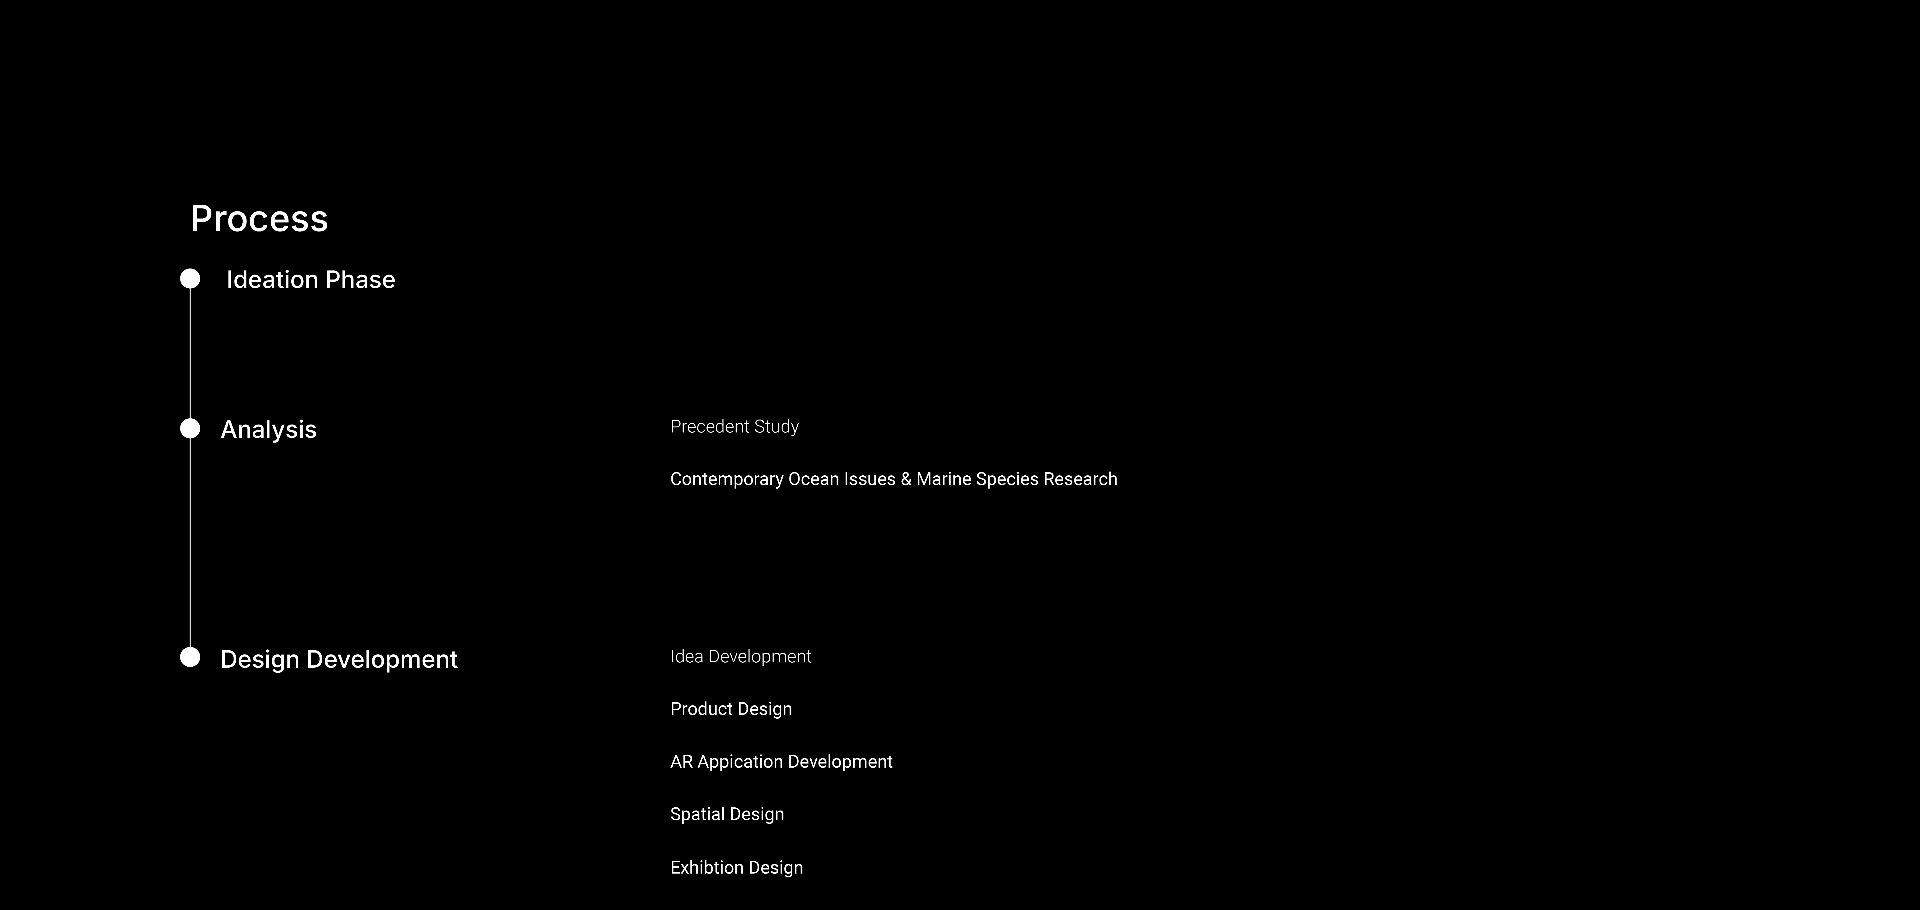 Process
Ideation Phase
Analysis
Precedent Study
Contemporary Ocean Issues & Marine Species Research
Design Development
Idea Development
Product Design
AR Appication Development
Spatial Design
Exhibtion Design